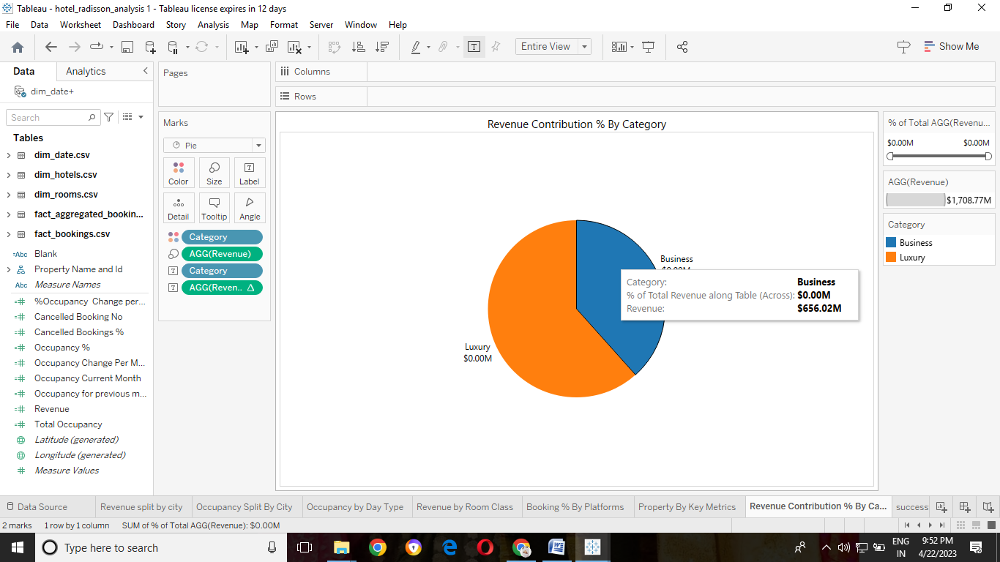 Tableau - hotel_radisson_analysis 1 - Tableau license expires in 12 days
File Data Worksheet Dashboard Story Analysis Map Format Server Window Help
Entire View
Show Me
Data Analytics
dim_date+
Search
Tables
dim_date.csv
dim_hotels.csv
dim_rooms.csv
fact_aggregated_bookin...
fact_bookings.csv
=Abc Blank
Property Name and Id
Abc Measure Names
=# %Occupancy Change per...
=# Cancelled Booking No
=# Cancelled Bookings %
=# Occupancy %
=# Occupancy Change Per M...
=# Occupancy Current Month
=# Occupancy for previous m...
=# Revenue
=# Total Occupancy
Latitude (generated)
Longitude (generated)
# Measure Values
Pages
Marks
Pie
Color Size Label
Detail Tooltip Angle
Category
AGG(Revenue)
Category
AGG(Reven.. Δ
Columns
Rows
Revenue Contribution % By Category
Business
Luxury
$0.00M
Category: Business
% of Total Revenue along Table (Across): $0.00M
Revenue: $656.02M
% of Total AGG(Revenu...
$0.00M $0.00M
AGG(Revenue)
$1,708.77M
Category
Business
Luxury
Data Source Revenue split by city Occupancy Split By City Occupancy by Day Type Revenue by Room Class Booking % By Platforms Property By Key Metrics Revenue Contribution % By Ca... success
2 marks 1 row by 1 column SUM of % of Total AGG(Revenue): $0.00M
Type here to search
ENG
IN
9:52 PM
4/22/2023